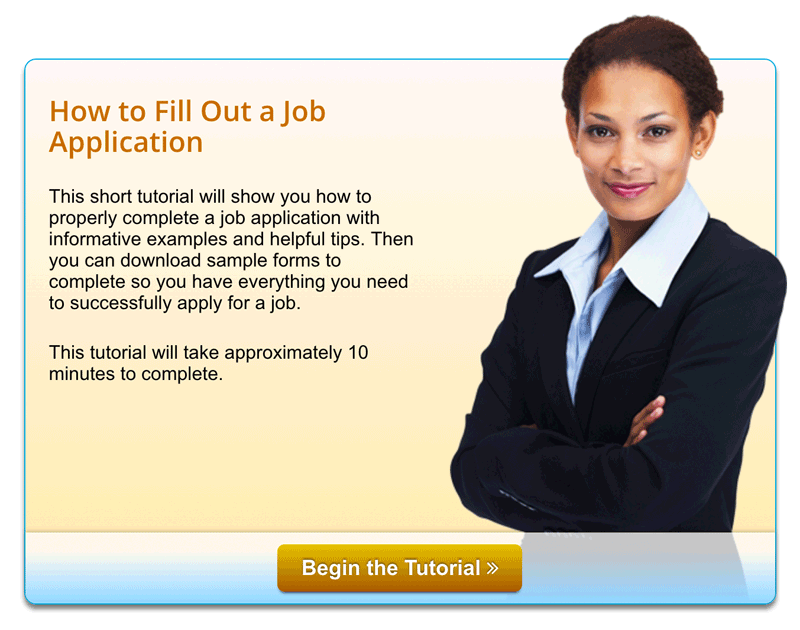 How to Fill Out a Job
Application
This short tutorial will show you how to
properly complete a job application with
informative examples and helpful tips. Then
you can download sample forms to
complete so you have everything you need
to successfully apply for a job.
This tutorial will take approximately 10
minutes to complete.
Begin the Tutorial »